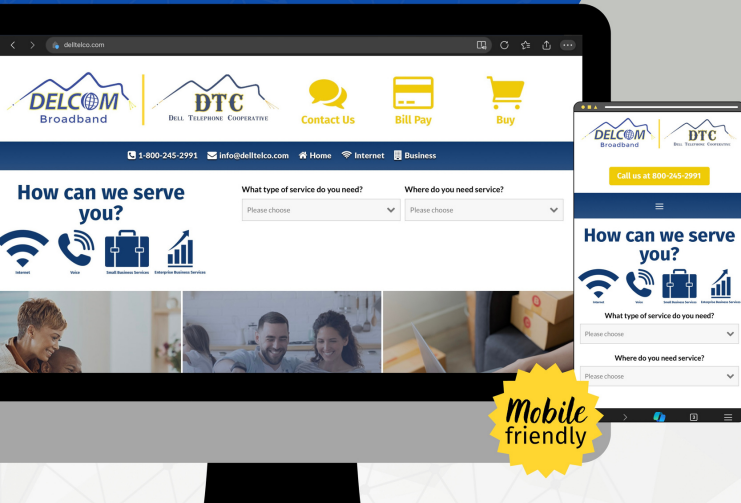 delltelco.com
DELCOM
Broadband
DTC
DELL TELEPHONE COOPERATIVE
Contact Us
Bill Pay
Buy
1-800-245-2991 info@delltelco.com Home Internet Business
How can we serve
you?
Internet
Voice
Small Business Services
Enterprise Business Services
What type of service do you need?
Please choose
Where do you need service?
Please choose
DELCOM
Broadband
DTC
DELL TELEPHONE COOPERATIVE
Call us at 800-245-2991
How can we serve
you?
Internet
Voice
Small Business Services
Enterprise Business Services
What type of service do you need?
Please choose
Where do you need service?
Please choose
3
Mobile
friendly